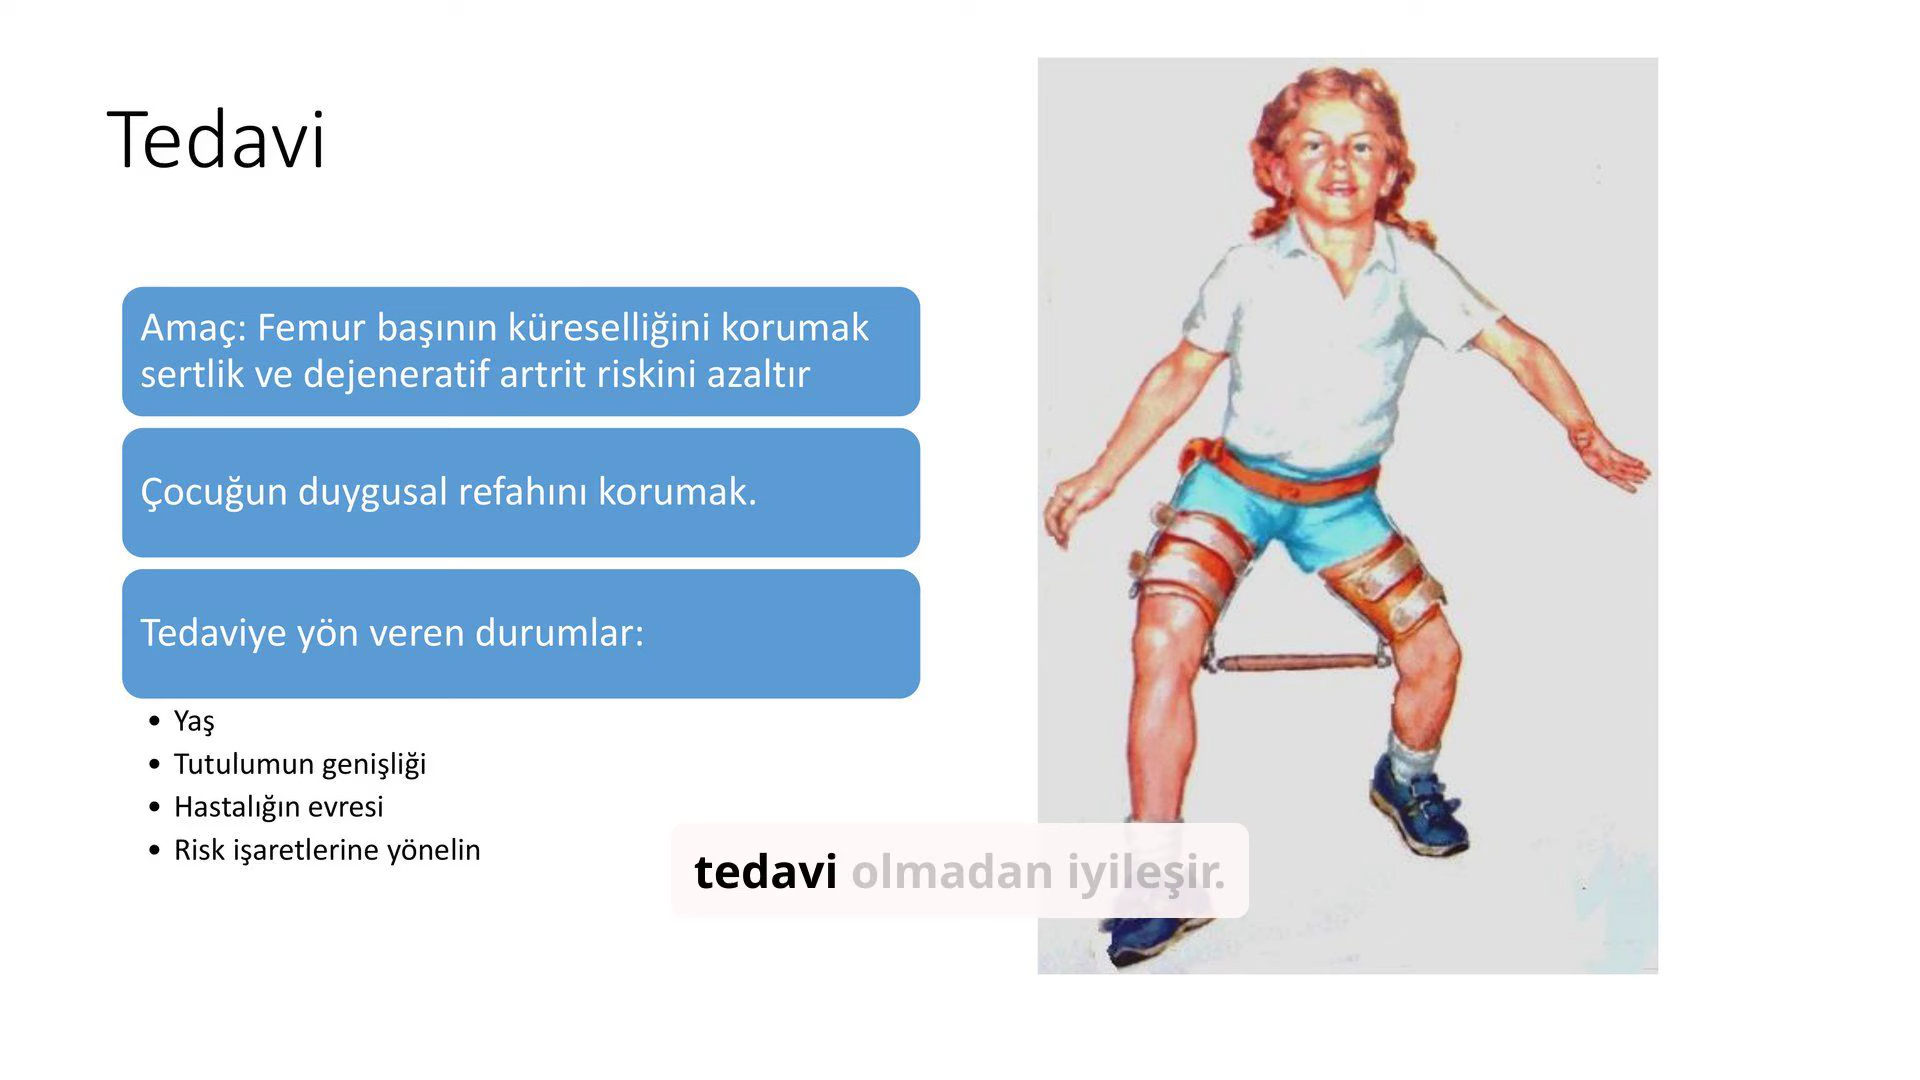 Tedavi
Amaç: Femur başının küreselliğini korumak
sertlik ve dejeneratif artrit riskini azaltır
Çocuğun duygusal refahını korumak.
Tedaviye yön veren durumlar:
• Yaş
• Tutulumun genişliği
• Hastalığın evresi
• Risk işaretlerine yönelin
tedavi olmadan iyileşir.